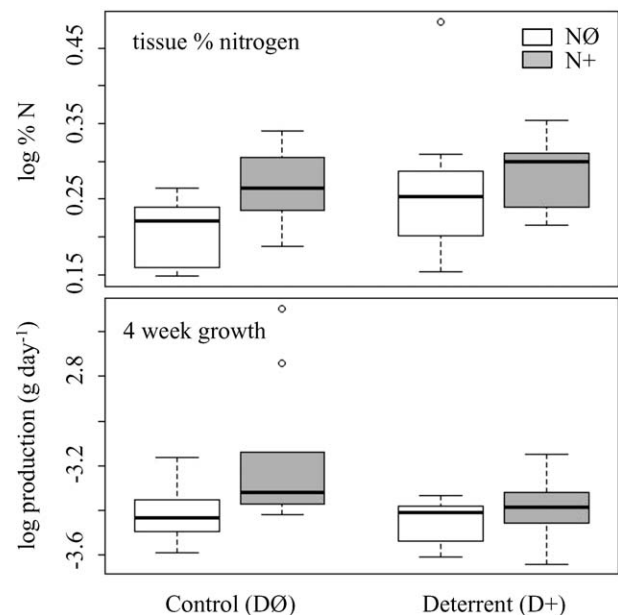 tissue % nitrogen
NØ
N+
log % N
0.45
0.35
0.25
0.15
4 week growth
log production (g day⁻¹)
2.8
-3.2
-3.6
Control (DØ)
Deterrent (D+)